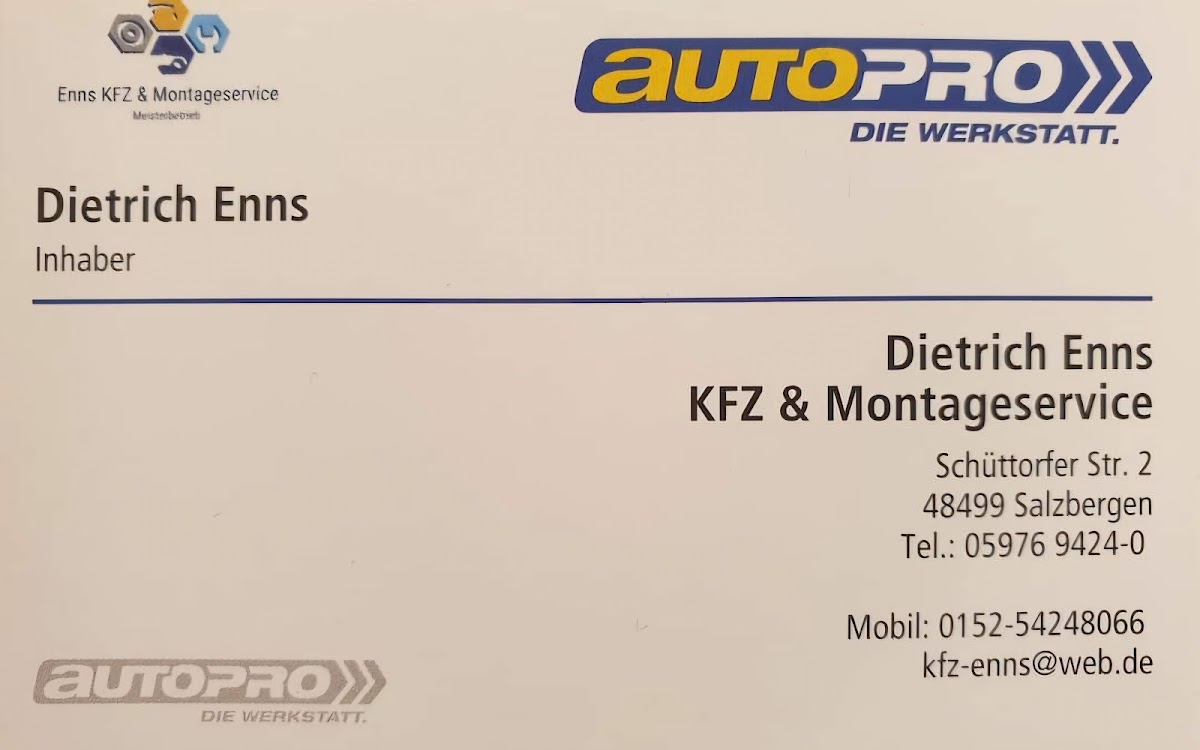 Enns KFZ & Montageservice
Meisterbetrieb
AUTOPRO
DIE WERKSTATT.
Dietrich Enns
Inhaber
Dietrich Enns
KFZ & Montageservice
Schüttorfer Str. 2
48499 Salzbergen
Tel.: 05976 9424-0
Mobil: 0152-54248066
kfz-enns@web.de
AUTOPRO
DIE WERKSTATT.